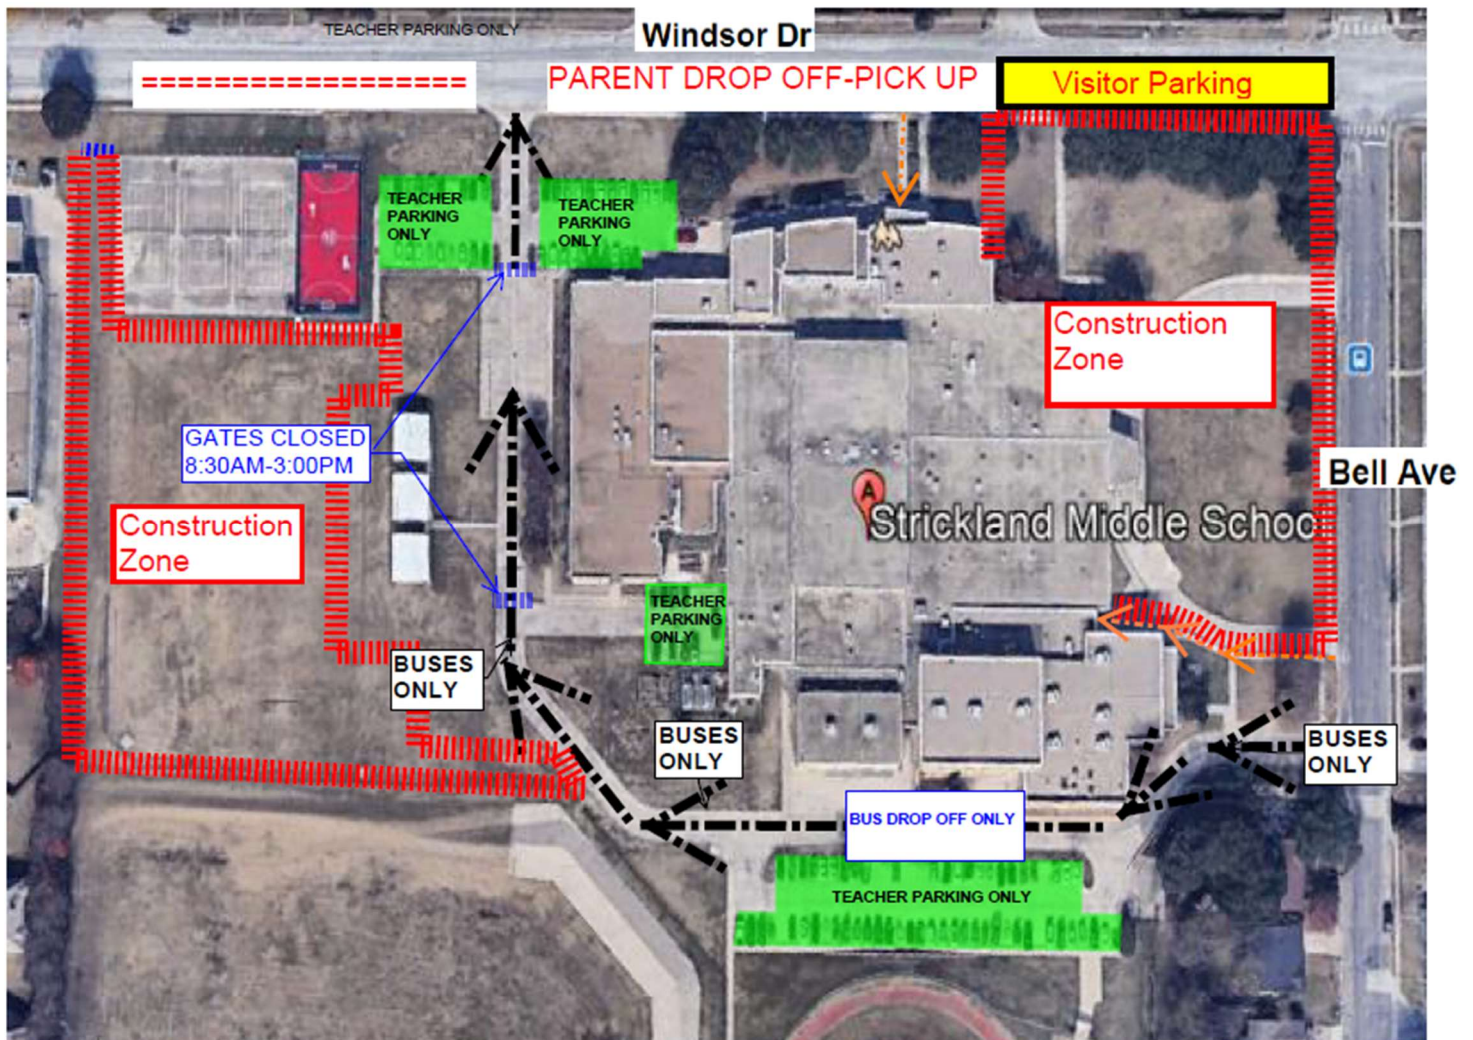 TEACHER PARKING ONLY
Windsor Dr
==================
PARENT DROP OFF-PICK UP
Visitor Parking
TEACHER
PARKING
ONLY
TEACHER
PARKING
ONLY
Construction
Zone
GATES CLOSED
8:30AM-3:00PM
Bell Ave
A
Strickland Middle Schoo
Construction
Zone
TEACHER
PARKING
ONLY
BUSES
ONLY
BUSES
ONLY
BUSES
ONLY
BUS DROP OFF ONLY
TEACHER PARKING ONLY